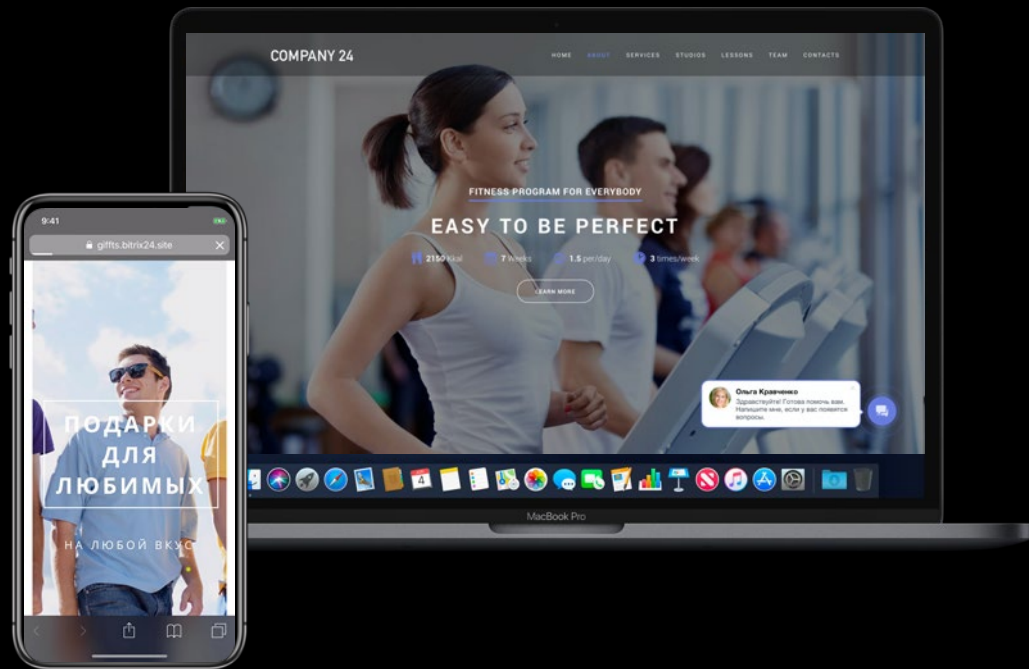 COMPANY 24
HOME ABOUT SERVICES STUDIOS LESSONS TEAM CONTACTS
FITNESS PROGRAM FOR EVERYBODY
EASY TO BE PERFECT
2150 Kkal 7 Weeks 1.5 per/day 3 times/week
LEARN MORE
Ольга Кравченко
Здравствуйте! Готова помочь вам.
Напишите мне, если у вас появятся
вопросы.
4
MacBook Pro
9:41
giffts.bitrix24.site
ПОДАРКИ
ДЛЯ
ЛЮБИМЫХ
НА ЛЮБОЙ ВКУС